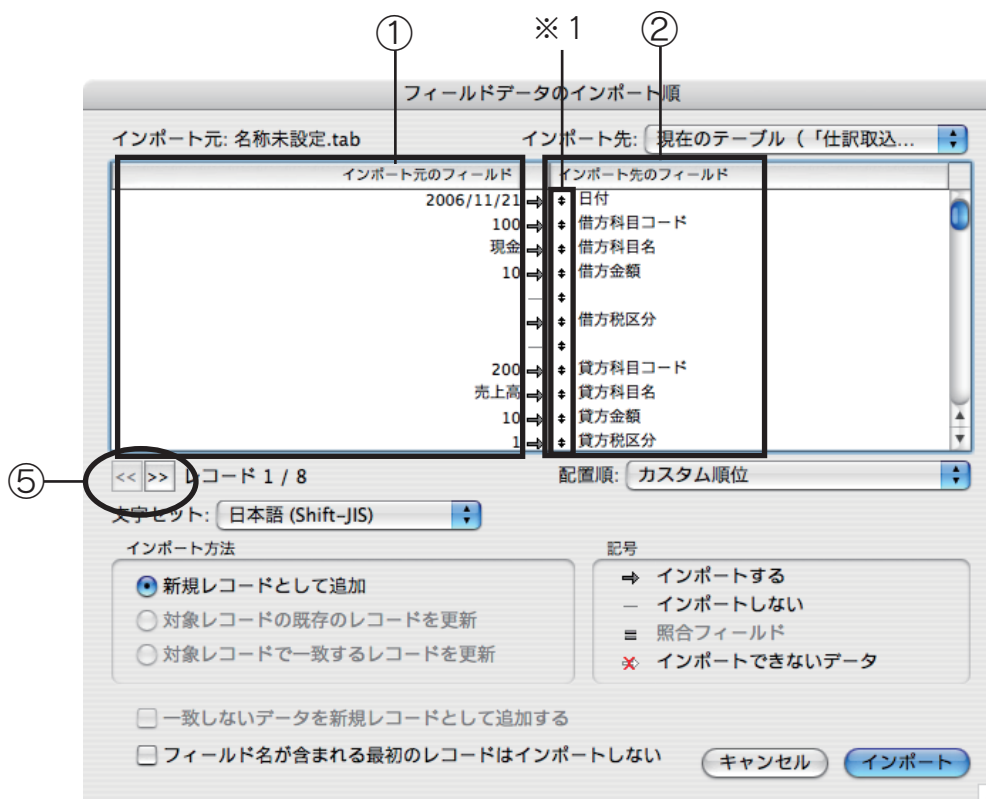 ① ※1 ②
フィールドデータのインポート順
インポート元: 名称未設定.tab インポート先: 現在のテーブル (「仕訳取込...
インポート元のフィールド インポート先のフィールド
2006/11/21 日付
100 借方科目コード
現金 借方科目名
10 借方金額
借方税区分
200 貸方科目コード
売上高 貸方科目名
10 貸方金額
1 貸方税区分
⑤ << >> レコード 1 / 8 配置順: カスタム順位
文字セット: 日本語 (Shift-JIS)
インポート方法 記号
新規レコードとして追加 インポートする
対象レコードの既存のレコードを更新 インポートしない
対象レコードで一致するレコードを更新 照合フィールド
インポートできないデータ
一致しないデータを新規レコードとして追加する
フィールド名が含まれる最初のレコードはインポートしない キャンセル インポート